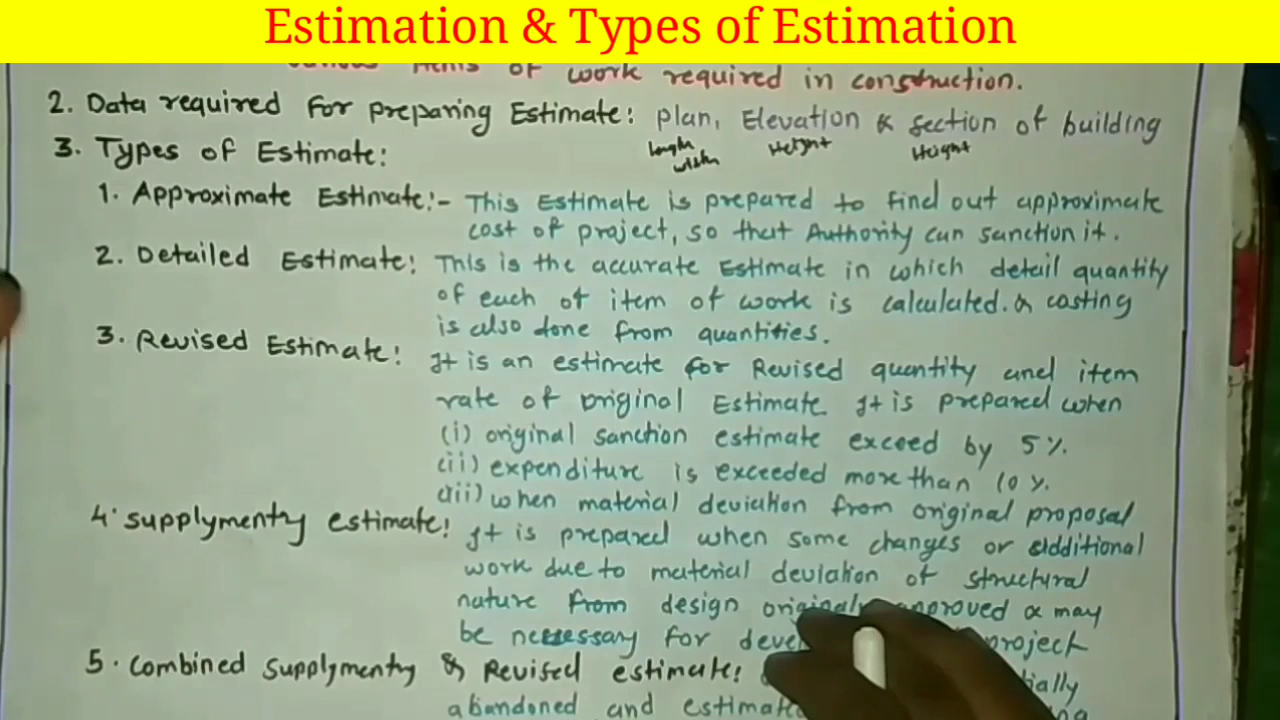 Estimation & Types of Estimation
items of work required in construction.
2. Data required for preparing Estimate: plan, Elevation & section of building
length Height Height
width
3. Types of Estimate:
1. Approximate Estimate:- This Estimate is prepared to find out approximate
cost of project, so that Authority can sanction it.
2. Detailed Estimate: This is the accurate Estimate in which detail quantity
of each of item of work is calculated. & costing
is also done from quantities.
3. Revised Estimate: It is an estimate for Revised quantity and item
rate of original Estimate. It is prepared when
(i) original sanction estimate exceed by 5%.
(ii) expenditure is exceeded more than 10%.
(iii) when material deviation from original proposal
4. supplymenty estimate: It is prepared when some changes or additional
work due to material deviation of structural
nature from design originaly approved & may
be necessary for project
5. Combined Supplymenty & Revised estimate:
abandoned and